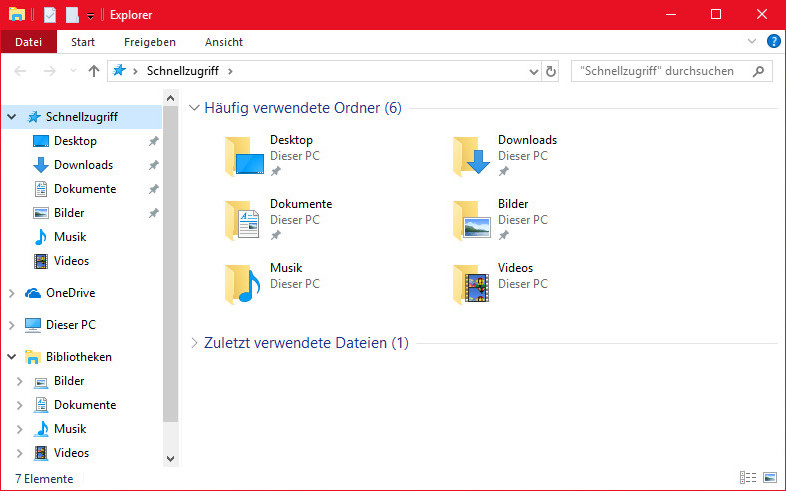 Explorer
Datei Start Freigeben Ansicht
Schnellzugriff
"Schnellzugriff" durchsuchen
Schnellzugriff
Desktop
Downloads
Dokumente
Bilder
Musik
Videos
OneDrive
Dieser PC
Bibliotheken
Bilder
Dokumente
Musik
Videos
Häufig verwendete Ordner (6)
Desktop
Dieser PC
Downloads
Dieser PC
Dokumente
Dieser PC
Bilder
Dieser PC
Musik
Dieser PC
Videos
Dieser PC
Zuletzt verwendete Dateien (1)
7 Elemente